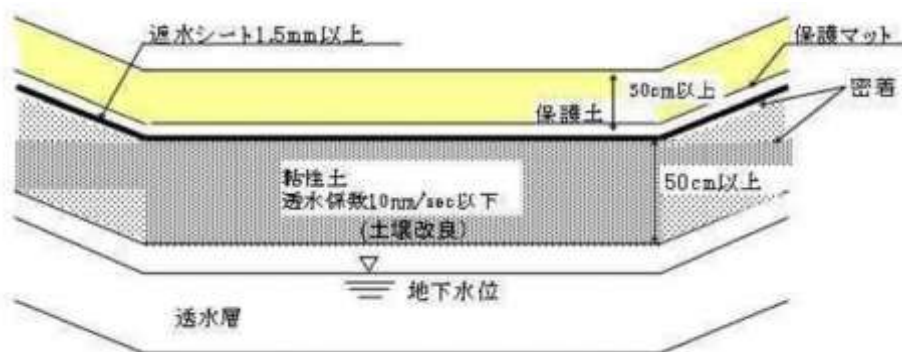 遮水シート1.5mm以上
保護マット
50cm以上
密着
保護土
粘性土
透水係数10nm/sec以下
(土壌改良)
50cm以上
地下水位
透水層